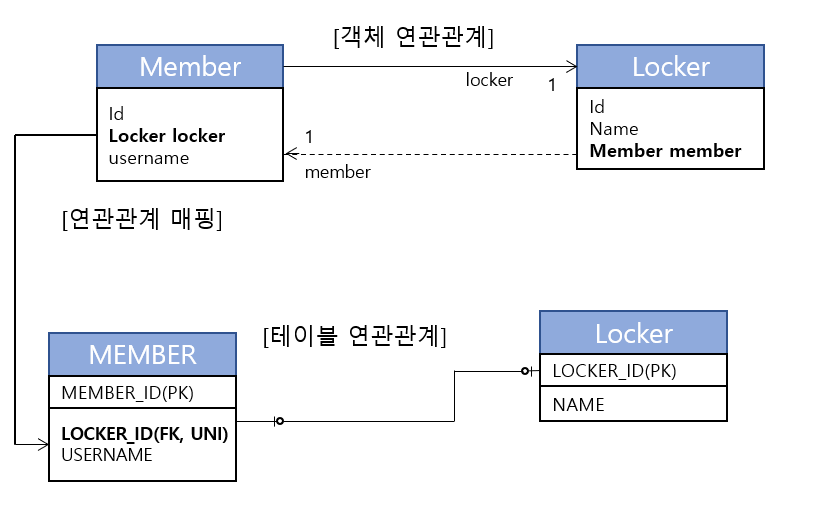 [객체 연관관계]
Member
Id
Locker locker
username
locker
1
1
member
Locker
Id
Name
Member member
[연관관계 매핑]
[테이블 연관관계]
MEMBER
MEMBER_ID(PK)
LOCKER_ID(FK, UNI)
USERNAME
Locker
LOCKER_ID(PK)
NAME